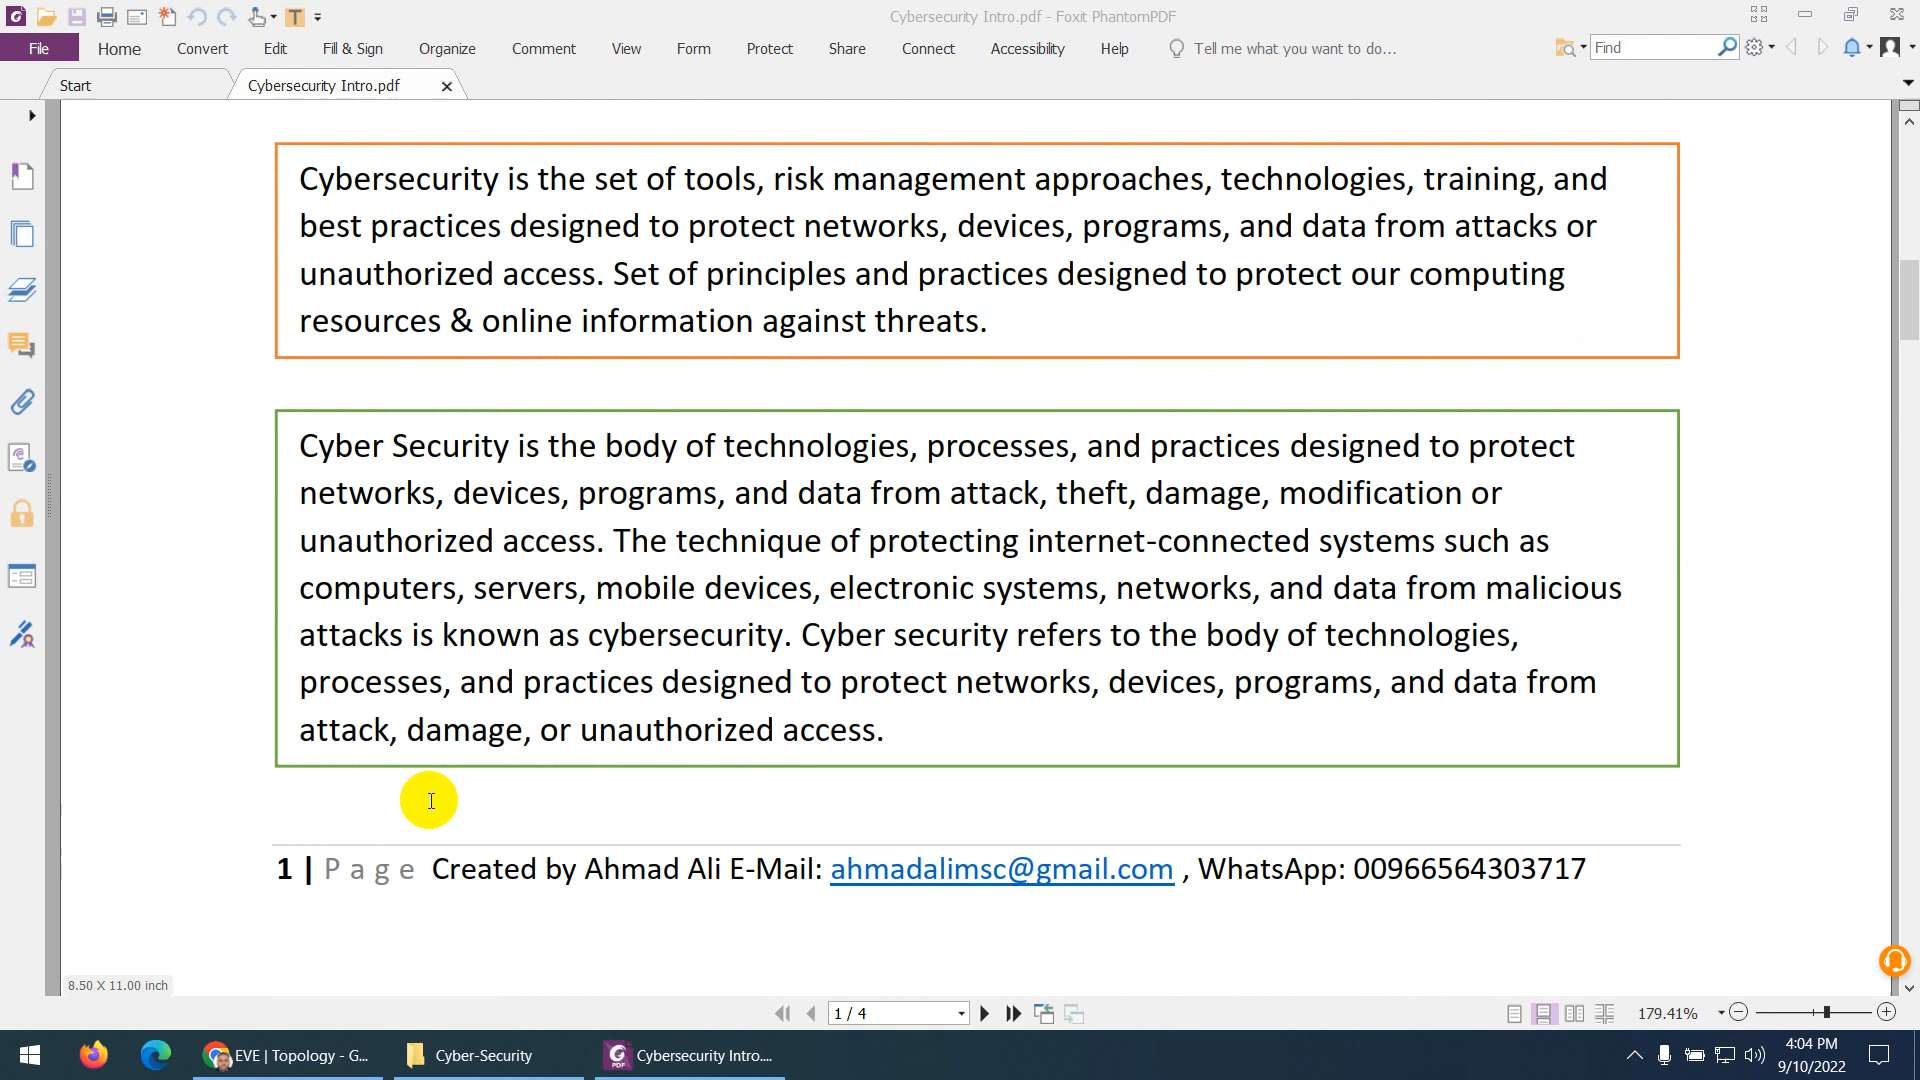 Cybersecurity Intro.pdf - Foxit PhantomPDF
File Home Convert Edit Fill & Sign Organize Comment View Form Protect Share Connect Accessibility Help Tell me what you want to do... Find
Start Cybersecurity Intro.pdf
Cybersecurity is the set of tools, risk management approaches, technologies, training, and
best practices designed to protect networks, devices, programs, and data from attacks or
unauthorized access. Set of principles and practices designed to protect our computing
resources & online information against threats.
Cyber Security is the body of technologies, processes, and practices designed to protect
networks, devices, programs, and data from attack, theft, damage, modification or
unauthorized access. The technique of protecting internet-connected systems such as
computers, servers, mobile devices, electronic systems, networks, and data from malicious
attacks is known as cybersecurity. Cyber security refers to the body of technologies,
processes, and practices designed to protect networks, devices, programs, and data from
attack, damage, or unauthorized access.
1 | P a g e Created by Ahmad Ali E-Mail: ahmadalimsc@gmail.com , WhatsApp: 00966564303717
8.50 X 11.00 inch
1 / 4 179.41%
EVE | Topology - G... Cyber-Security Cybersecurity Intro....
4:04 PM
9/10/2022